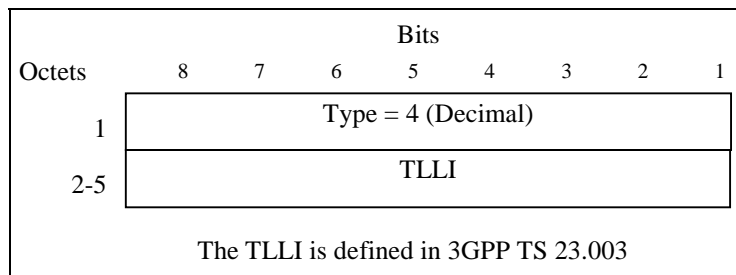 Bits
Octets 8 7 6 5 4 3 2 1
1 Type = 4 (Decimal)
2-5 TLLI
The TLLI is defined in 3GPP TS 23.003